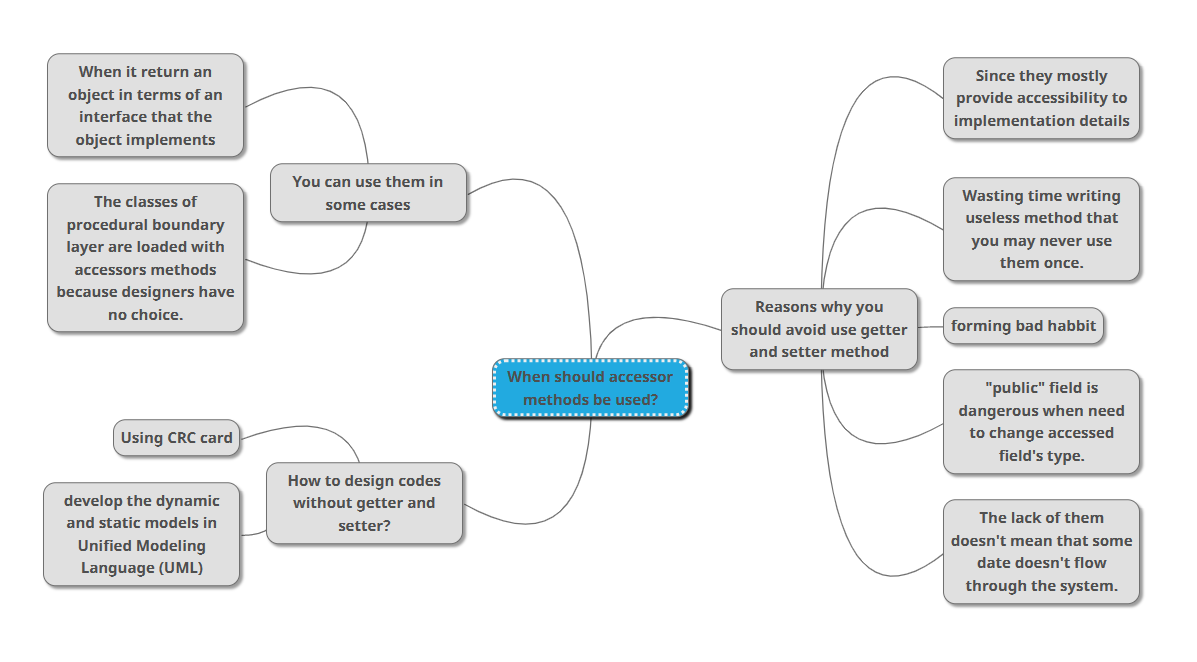 When should accessor
methods be used?
You can use them in
some cases
When it return an
object in terms of an
interface that the
object implements
The classes of
procedural boundary
layer are loaded with
accessors methods
because designers have
no choice.
How to design codes
without getter and
setter?
Using CRC card
develop the dynamic
and static models in
Unified Modeling
Language (UML)
Reasons why you
should avoid use getter
and setter method
Since they mostly
provide accessibility to
implementation details
Wasting time writing
useless method that
you may never use
them once.
forming bad habbit
"public" field is
dangerous when need
to change accessed
field's type.
The lack of them
doesn't mean that some
date doesn't flow
through the system.